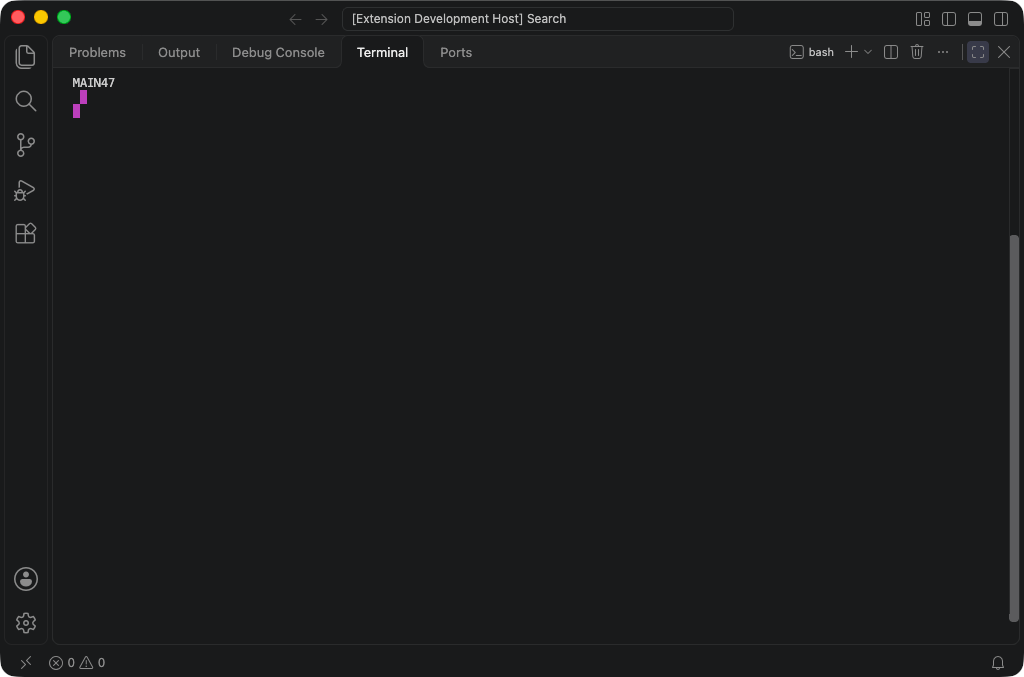 [Extension Development Host] Search
Problems Output Debug Console Terminal Ports bash
MAIN47
0 0